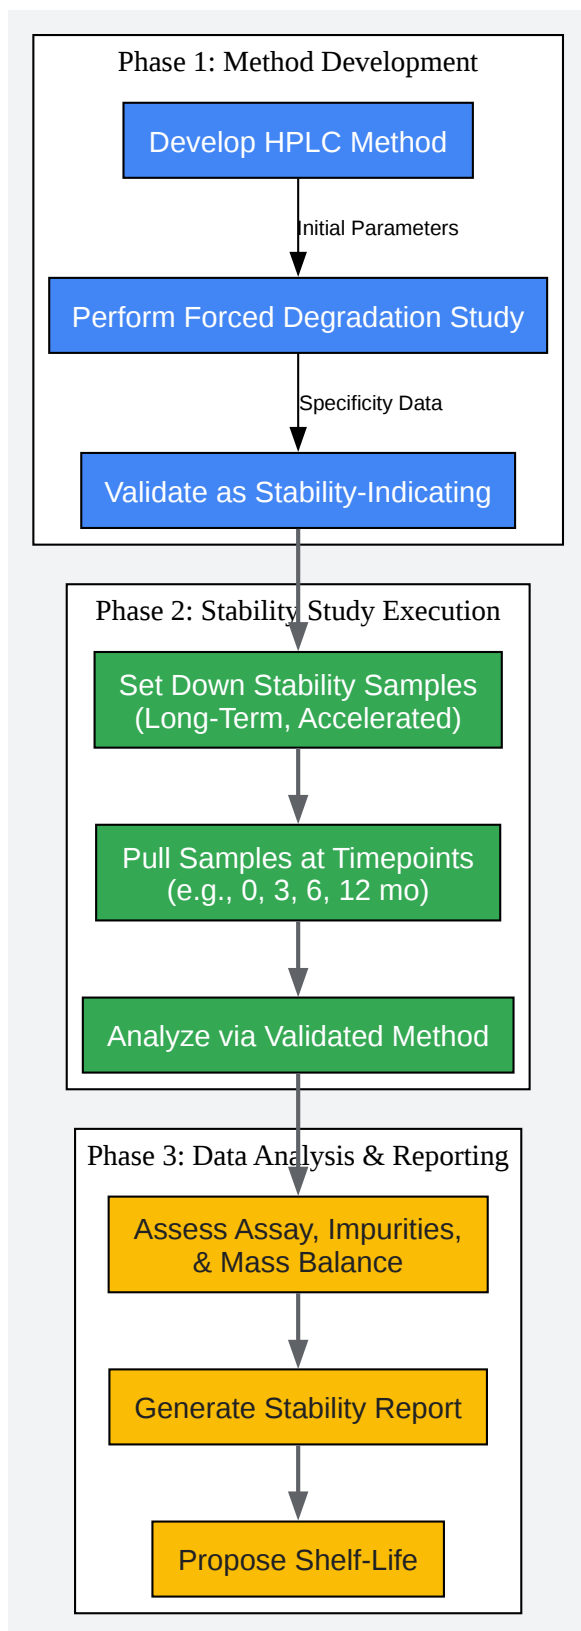 Phase 1: Method Development
Develop HPLC Method
Initial Parameters
Perform Forced Degradation Study
Specificity Data
Validate as Stability-Indicating
Phase 2: Stability Study Execution
Set Down Stability Samples
(Long-Term, Accelerated)
Pull Samples at Timepoints
(e.g., 0, 3, 6, 12 mo)
Analyze via Validated Method
Phase 3: Data Analysis & Reporting
Assess Assay, Impurities,
& Mass Balance
Generate Stability Report
Propose Shelf-Life